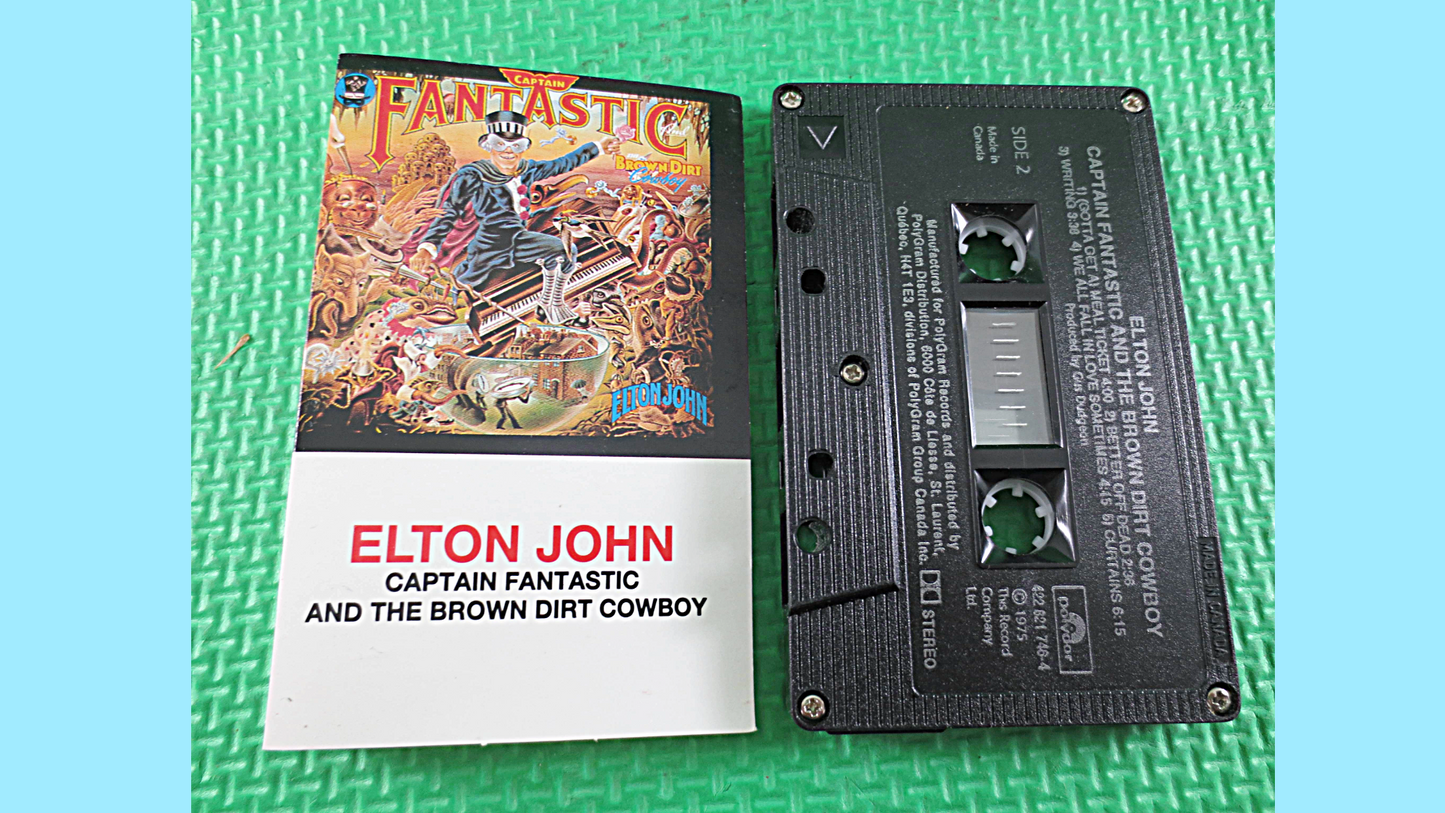 CAPTAIN
FANTASTIC
and
BROWN DIRT
Cowboy
ELTON JOHN
ELTON JOHN
CAPTAIN FANTASTIC
AND THE BROWN DIRT COWBOY
ELTON JOHN
CAPTAIN FANTASTIC AND THE BROWN DIRT COWBOY
1) (GOTTA GET A) MEAL TICKET 4:00 2) BETTER OFF DEAD 2:36
3) WRITING 3:38 4) WE ALL FALL IN LOVE SOMETIMES 4:15 5) CURTAINS 6:15
Produced by Gus Dudgeon
SIDE 2
Made in
Canada
polydor
422 821 746-4
© 1975
This Record
Company
Ltd.
Manufactured for PolyGram Records and distributed by
PolyGram Distribution, 6000 Côte de Liesse, St. Laurent,
Québec, H4T 1E3, divisions of PolyGram Group Canada Inc.
STEREO
MADE IN CANADA